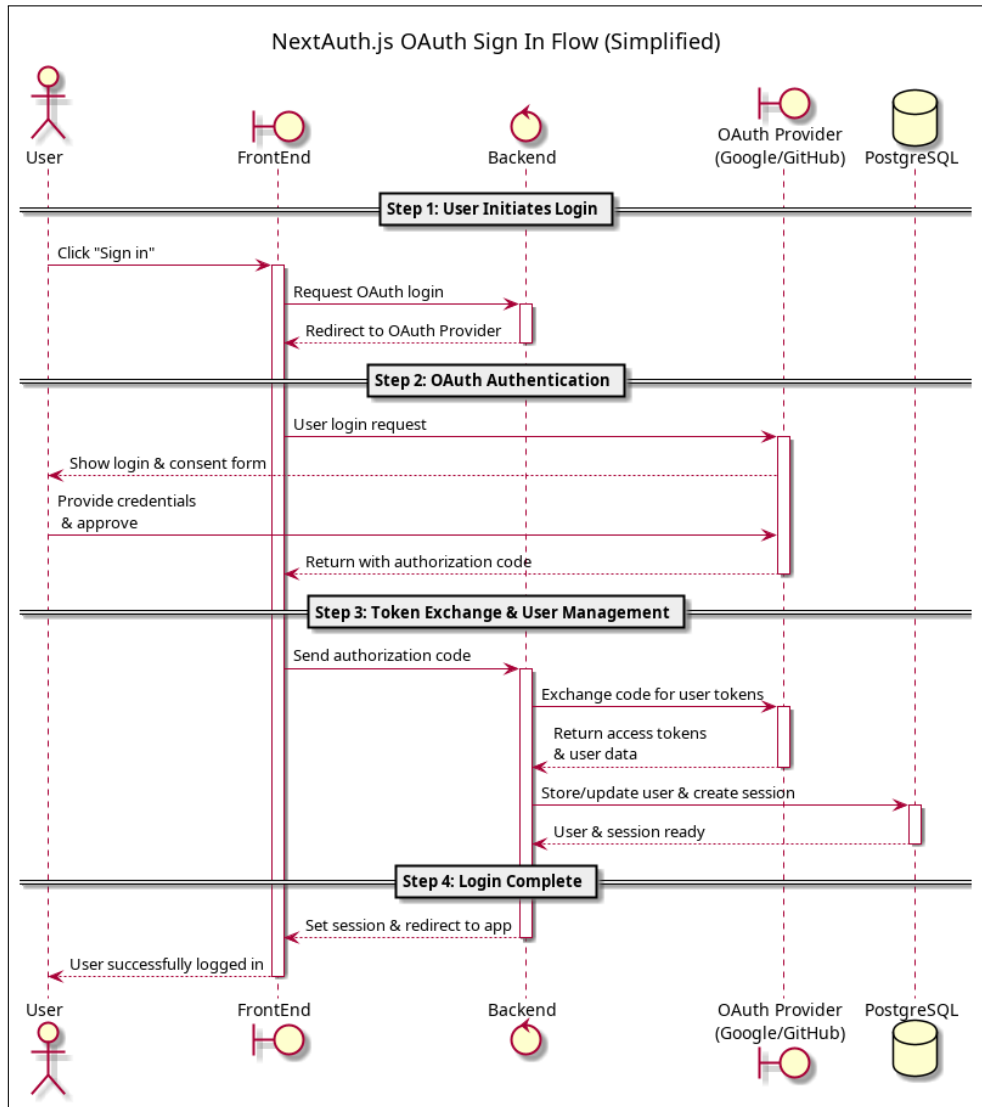 NextAuth.js OAuth Sign In Flow (Simplified)
User
FrontEnd
Backend
OAuth Provider
(Google/GitHub)
PostgreSQL
Step 1: User Initiates Login
Click "Sign in"
Request OAuth login
Redirect to OAuth Provider
Step 2: OAuth Authentication
User login request
Show login & consent form
Provide credentials
& approve
Return with authorization code
Step 3: Token Exchange & User Management
Send authorization code
Exchange code for user tokens
Return access tokens
& user data
Store/update user & create session
User & session ready
Step 4: Login Complete
Set session & redirect to app
User successfully logged in
User
FrontEnd
Backend
OAuth Provider
(Google/GitHub)
PostgreSQL